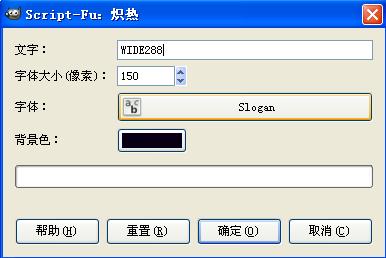 Script-Fu: 炽热
文字： WIDE288
字体大小(像素)： 150
字体： abc Slogan
背景色：
帮助(H) 重置(R) 确定(O) 取消(C)